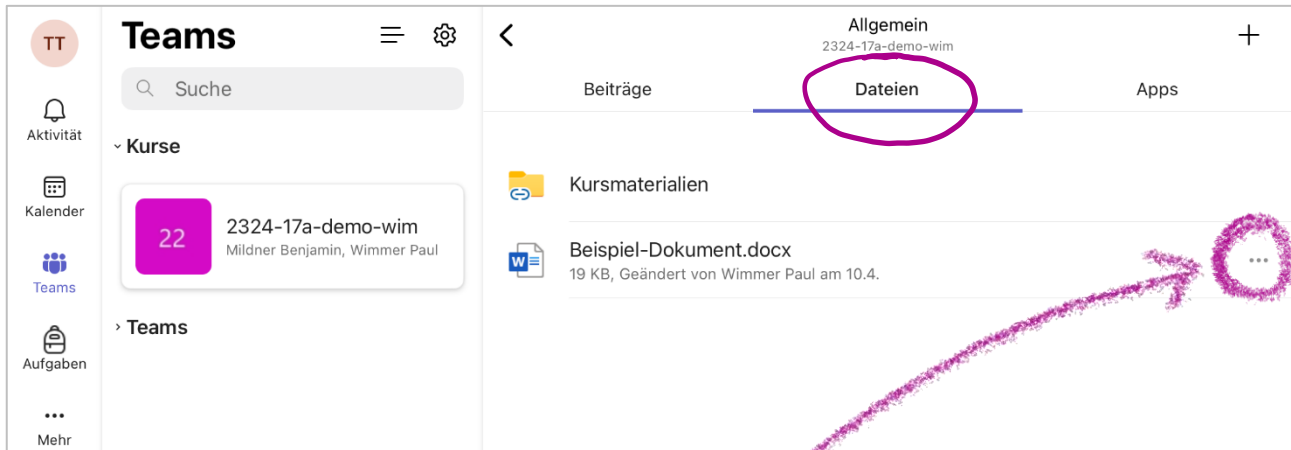 TT
Aktivität
Kalender
Teams
Aufgaben
Mehr
Teams
Suche
Kurse
22
2324-17a-demo-wim
Mildner Benjamin, Wimmer Paul
Teams
Allgemein
2324-17a-demo-wim
Beiträge Dateien Apps
Kursmaterialien
W
Beispiel-Dokument.docx
19 KB, Geändert von Wimmer Paul am 10.4.